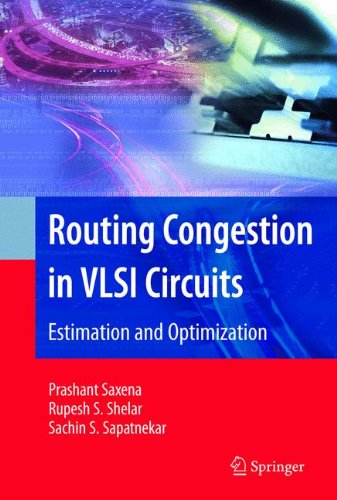 Routing Congestion
in VLSI Circuits
Estimation and Optimization
Prashant Saxena
Rupesh S. Shelar
Sachin S. Sapatnekar
Springer